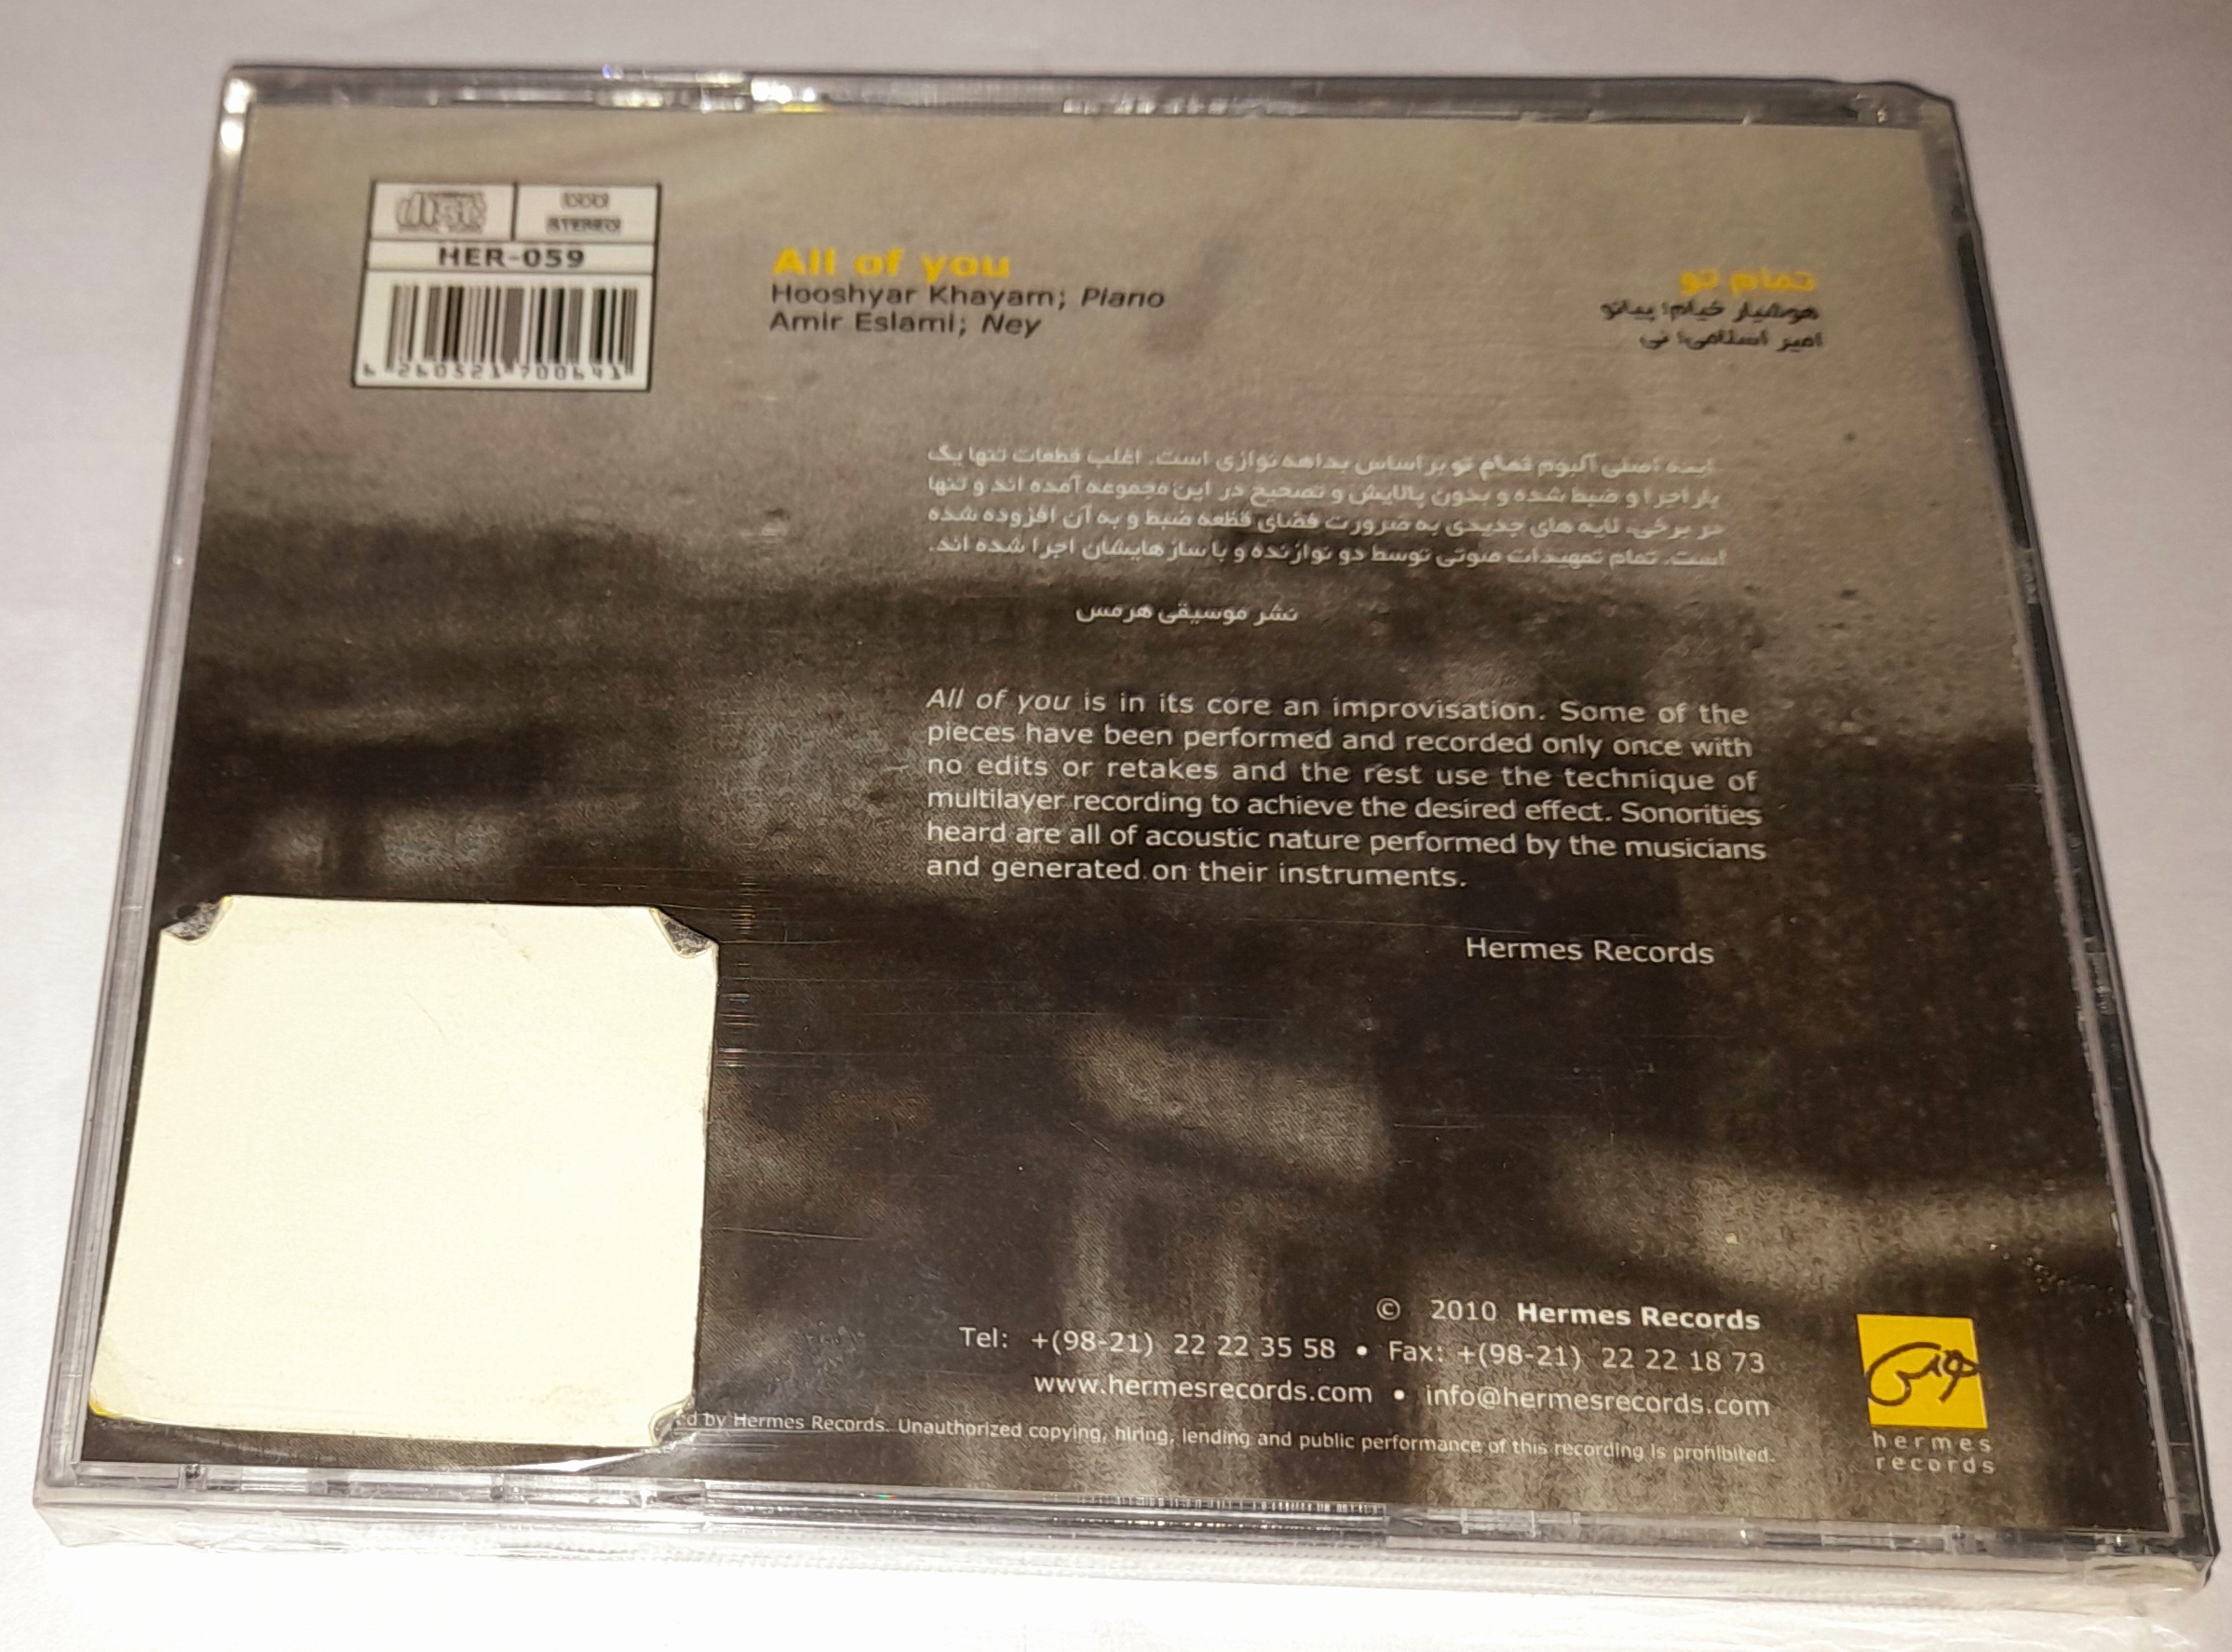 HER-059
STEREO
6 260521 700641
All of you
Hooshyar Khayam; Piano
Amir Eslami; Ney
تمام تو
هوشیار خیام؛ پیانو
امیر اسلامی؛ نی
اصلی آلبوم تمام تو بر اساس بداهه نوازی است. اغلب قطعات تنها یک
بار اجرا و ضبط شده و بدون پالایش و تصحیح در این مجموعه آمده اند و تنها
در برخی، لایه های جدیدی به ضرورت فضای قطعه ضبط و به آن افزوده شده
است. تمام تمهیدات صوتی توسط دو نوازنده و با ساز هایشان اجرا شده اند.
نشر موسیقی هرمس
All of you is in its core an improvisation. Some of the
pieces have been performed and recorded only once with
no edits or retakes and the rest use the technique of
multilayer recording to achieve the desired effect. Sonorities
heard are all of acoustic nature performed by the musicians
and generated on their instruments.
Hermes Records
© 2010 Hermes Records
Tel: +(98-21) 22 22 35 58 • Fax: +(98-21) 22 22 18 73
www.hermesrecords.com • info@hermesrecords.com
by Hermes Records. Unauthorized copying, hiring, lending and public performance of this recording is prohibited.
هرمس
hermes
records